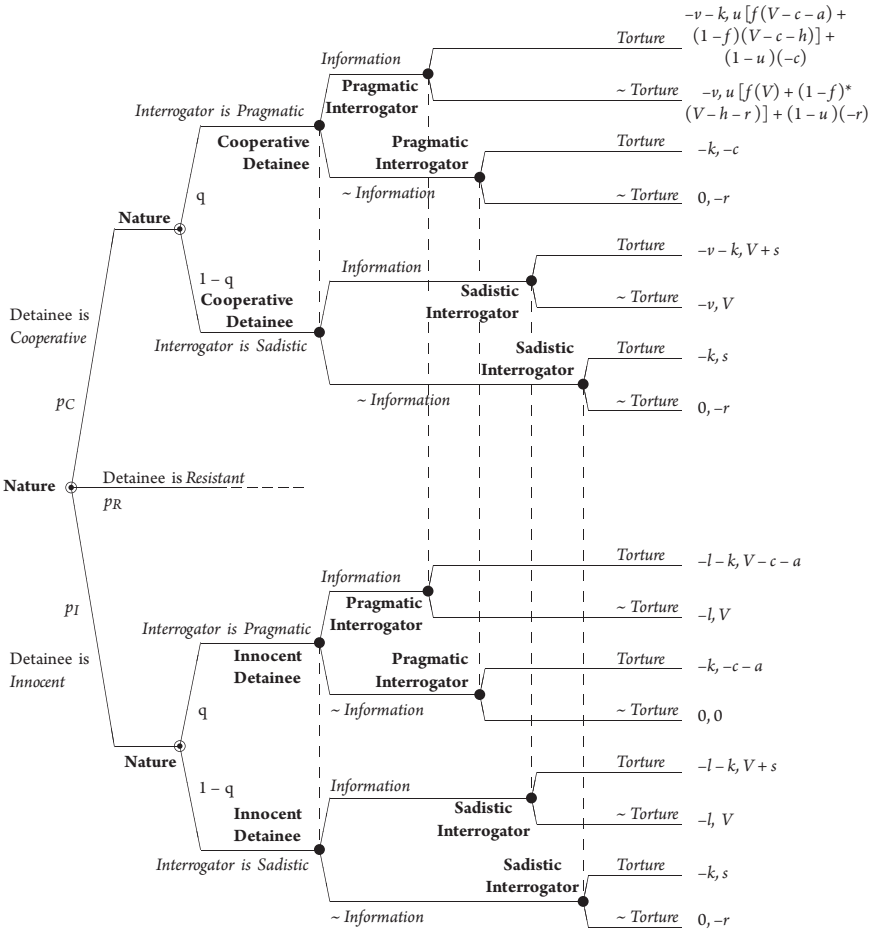 −v − k, u [f (V − c − a) +
(1 − f )(V − c − h)] +
(1 − u )(−c)
Torture
Information
Pragmatic
Interrogator
~ Torture
−v, u [f (V) + (1 − f )*
(V − h − r )] + (1 − u )(−r)
Interrogator is Pragmatic
Cooperative
Detainee
Pragmatic
Interrogator
Torture
−k, −c
~ Information
~ Torture
0, −r
q
Nature
Torture
−v − k, V + s
Information
1 − q
Cooperative
Detainee
Sadistic
Interrogator
~ Torture
−v, V
Detainee is
Cooperative
Interrogator is Sadistic
Sadistic
Interrogator
Torture
−k, s
~ Information
~ Torture
0, −r
pC
Detainee is Resistant
Nature
pR
Torture
−l − k, V − c − a
Information
Pragmatic
Interrogator
~ Torture
−l, V
pI
Interrogator is Pragmatic
Innocent
Detainee
Detainee is
Innocent
Pragmatic
Interrogator
Torture
−k, −c − a
~ Information
~ Torture
0, 0
q
Nature
Torture
−l − k, V + s
Information
1 − q
Innocent
Detainee
Sadistic
Interrogator
~ Torture
−l, V
Interrogator is Sadistic
Sadistic
Interrogator
Torture
−k, s
~ Information
~ Torture
0, −r